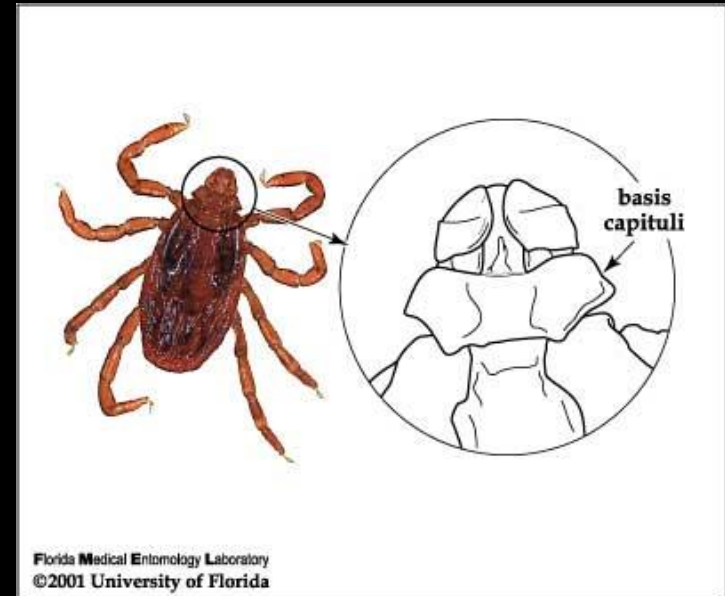 basis
capituli
Florida Medical Entomology Laboratory
©2001 University of Florida